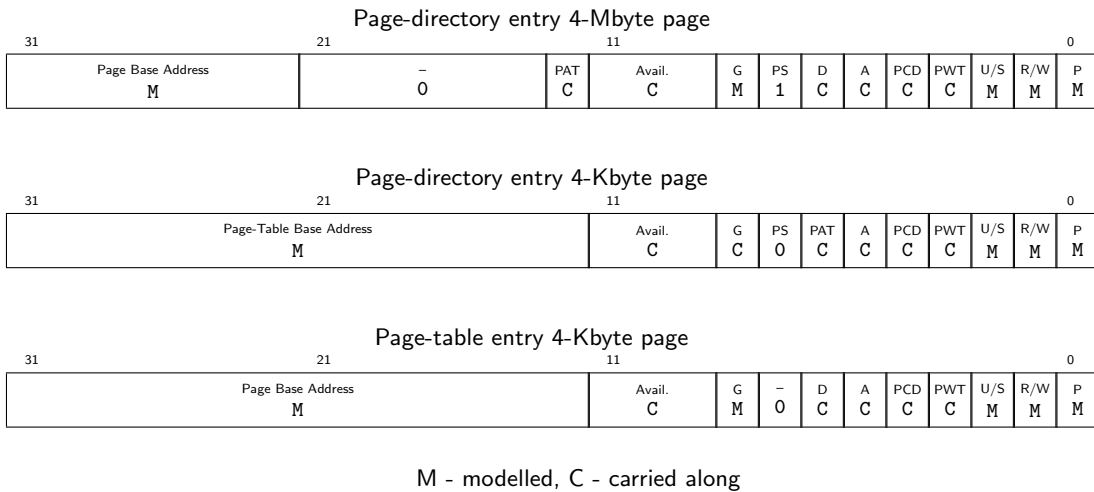 Page-directory entry 4-Mbyte page
31 21 11 0
Page Base Address – PAT Avail. G PS D A PCD PWT U/S R/W P
M 0 C C M 1 C C C C M M M
Page-directory entry 4-Kbyte page
31 21 11 0
Page-Table Base Address Avail. G PS PAT A PCD PWT U/S R/W P
M C C 0 C C C C M M M
Page-table entry 4-Kbyte page
31 21 11 0
Page Base Address Avail. G – D A PCD PWT U/S R/W P
M C M 0 C C C C M M M
M - modelled, C - carried along